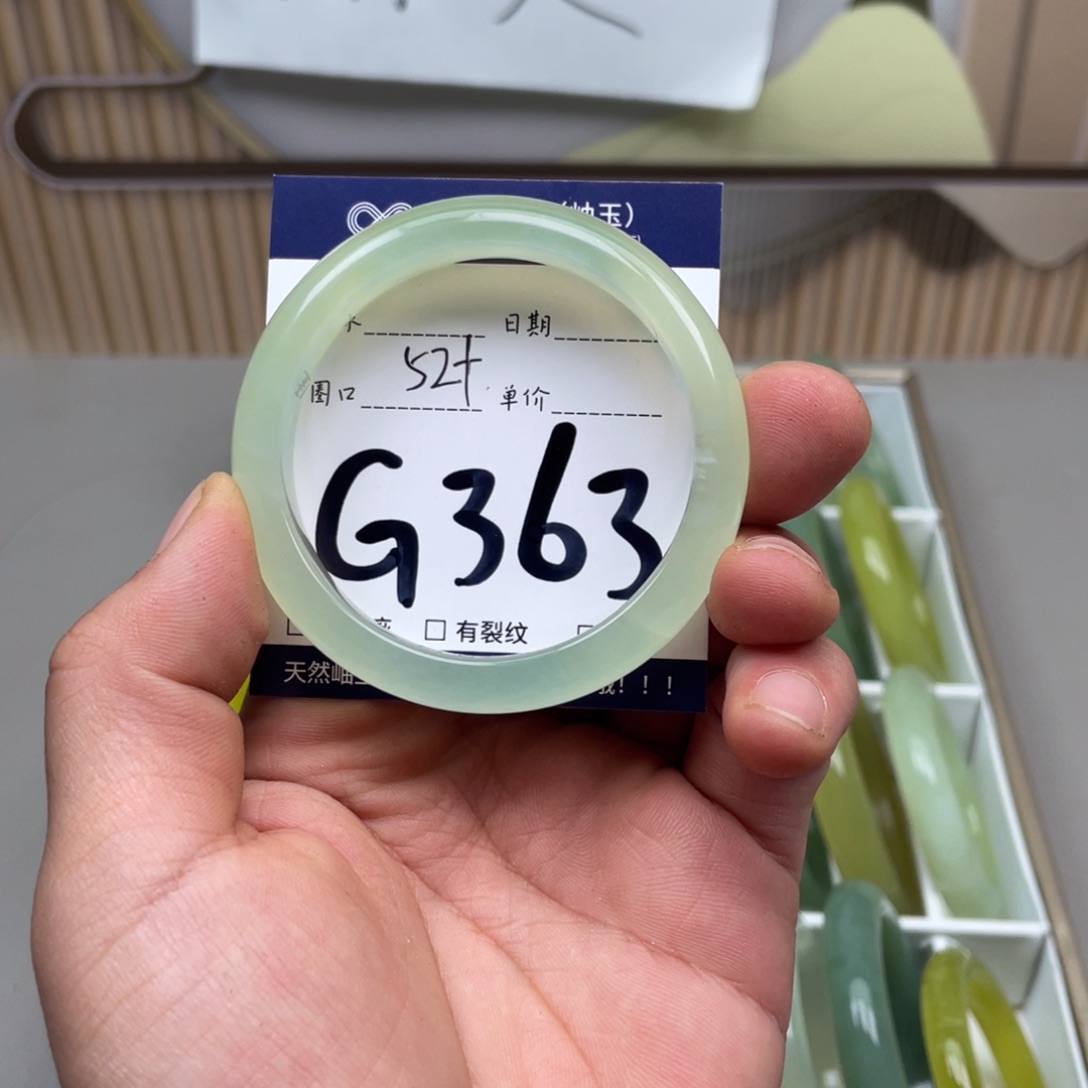 岫玉）
日期
圈口 52+ 单价
G363
□ 有裂纹 □
天然岫 ！！！